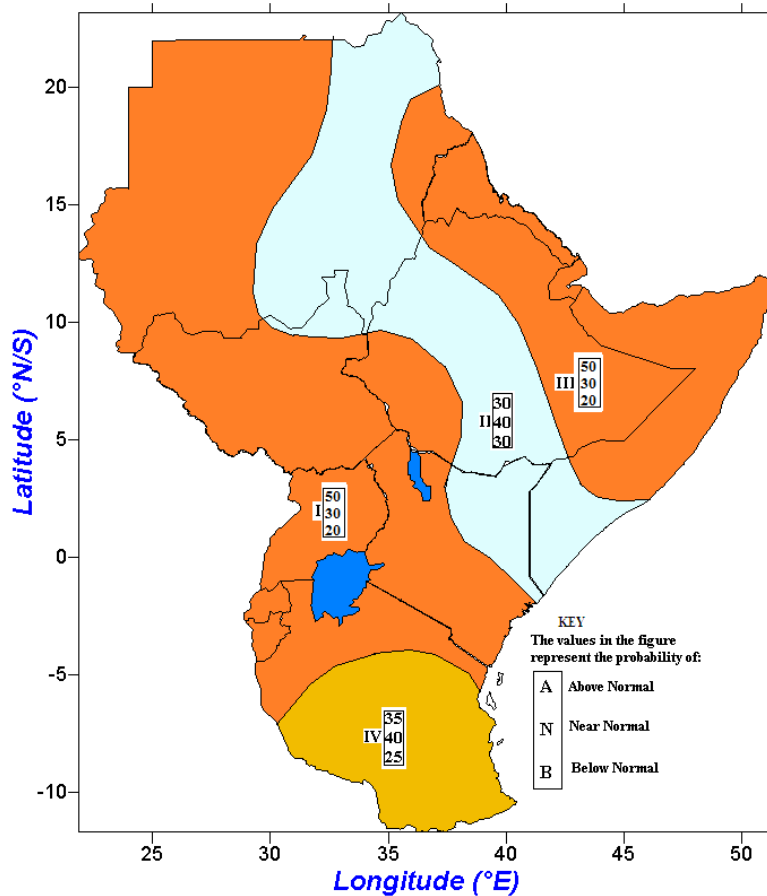 Latitude (°N/S)
20
15
10
5
0
-5
-10
III
50
30
20
II
30
40
30
I
50
30
20
IV
35
40
25
KEY
The values in the figure
represent the probability of:
A Above Normal
N Near Normal
B Below Normal
25 30 35 40 45 50
Longitude (°E)